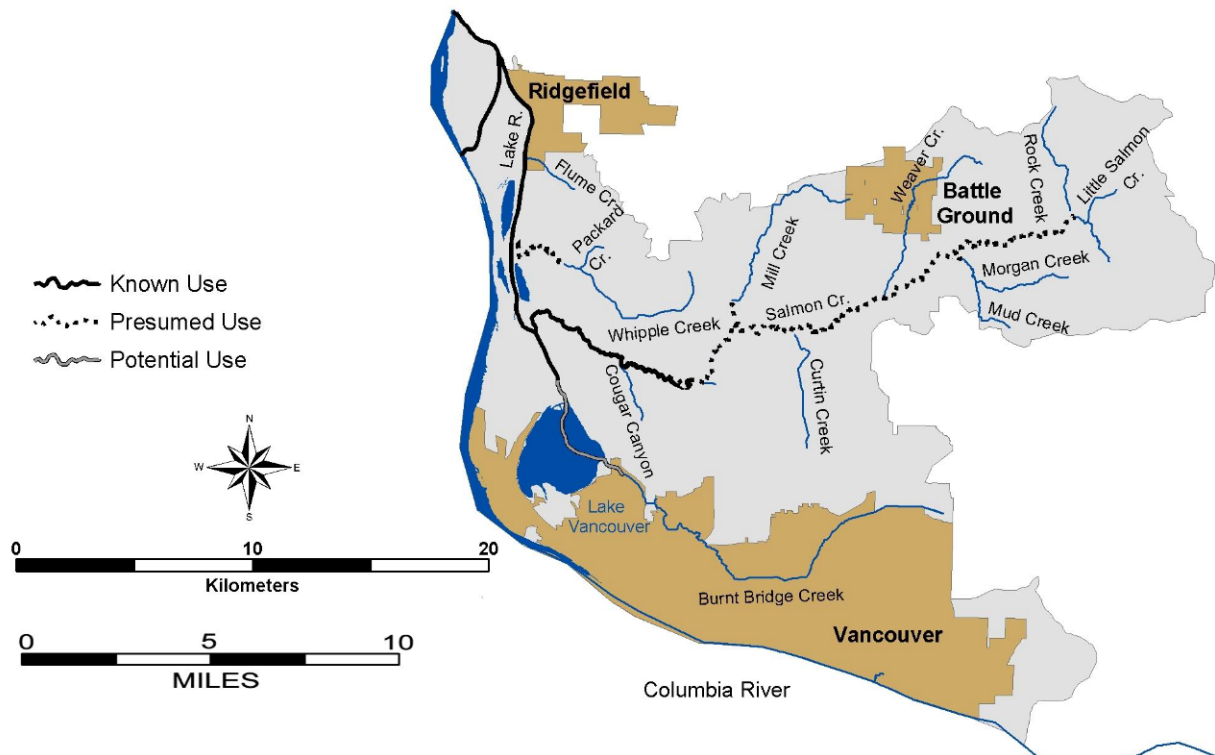 Ridgefield
Lake R.
Flume Cr.
Packard
Cr.
Weaver Cr.
Battle
Ground
Rock Creek
Little Salmon
Cr.
Mill Creek
Morgan Creek
Mud Creek
Salmon Cr.
Whipple Creek
Curtin Creek
Cougar Canyon
Known Use
Presumed Use
Potential Use
N
W
E
S
Lake
Vancouver
0
10
20
Kilometers
Burnt Bridge Creek
Vancouver
0
5
10
MILES
Columbia River